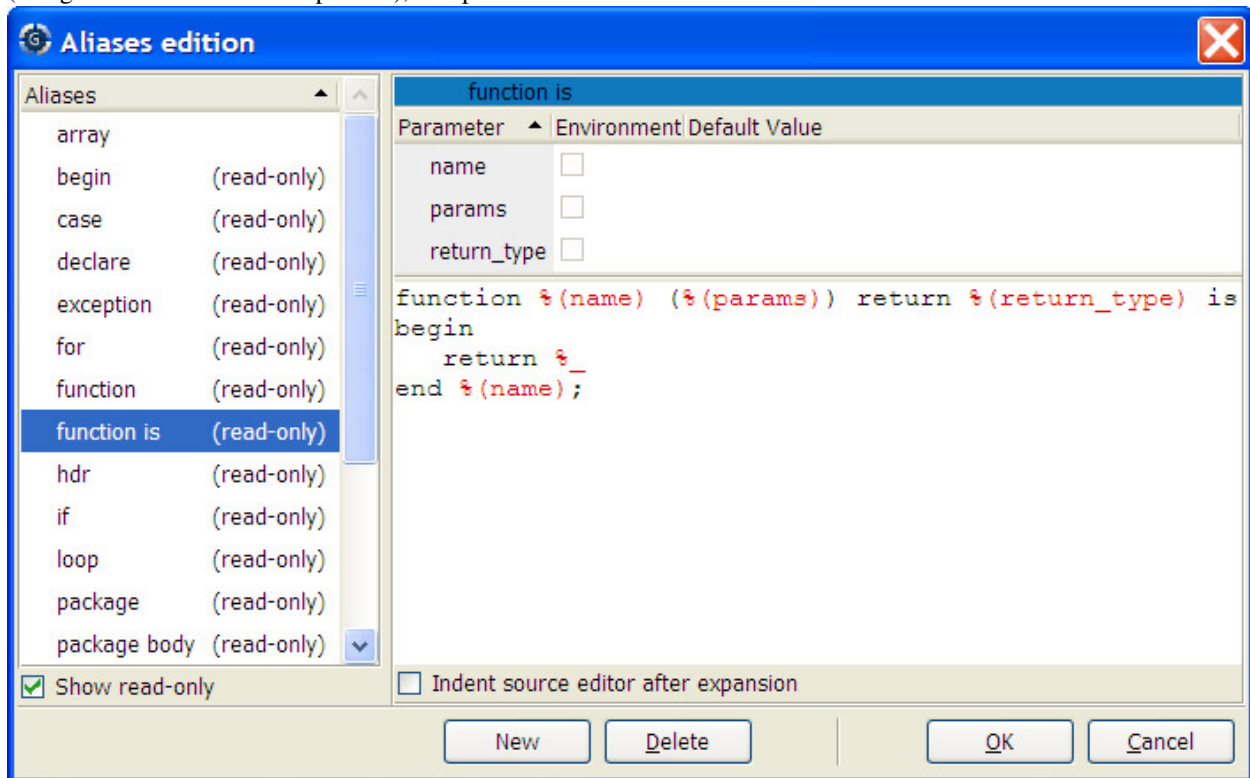 Aliases edition
Aliases
array
begin (read-only)
case (read-only)
declare (read-only)
exception (read-only)
for (read-only)
function (read-only)
function is (read-only)
hdr (read-only)
if (read-only)
loop (read-only)
package (read-only)
package body (read-only)
Show read-only
function is
Parameter Environment Default Value
name
params
return_type
function %(name) (%(params)) return %(return_type) is
begin
   return %_
end %(name);
Indent source editor after expansion
New Delete OK Cancel